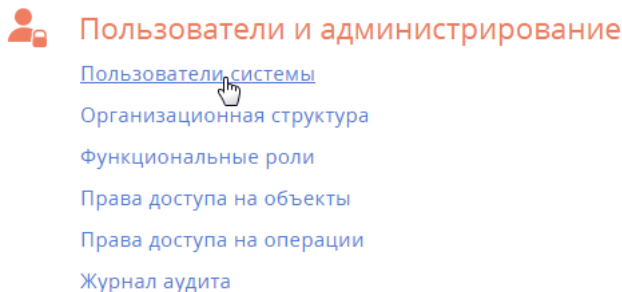 Пользователи и администрирование
Пользователи системы
Организационная структура
Функциональные роли
Права доступа на объекты
Права доступа на операции
Журнал аудита